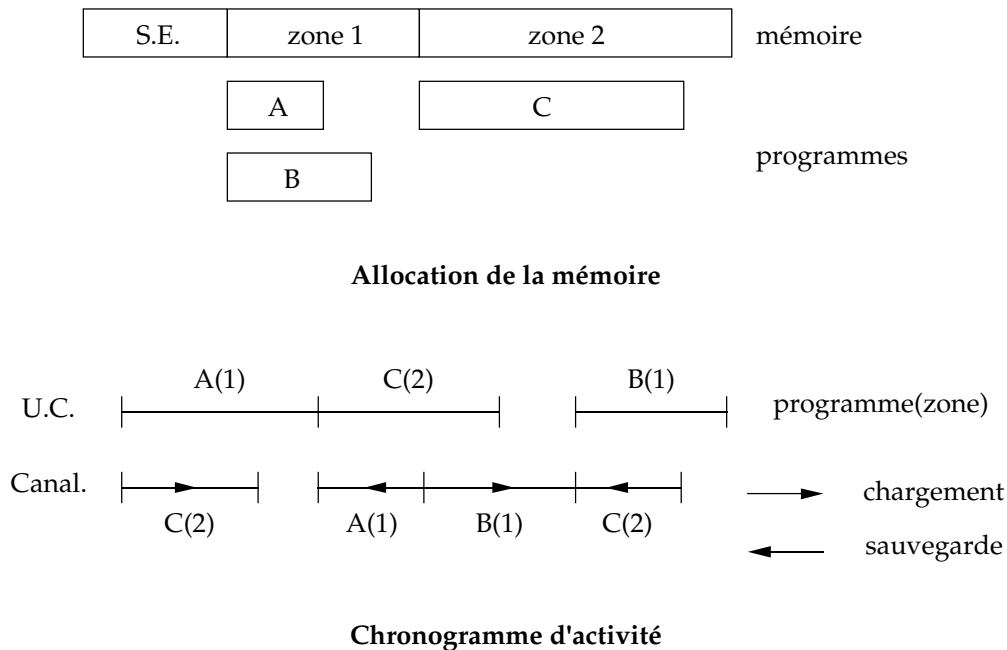 S.E. zone 1 zone 2 mémoire
A C
programmes
B
Allocation de la mémoire
A(1) C(2) B(1)
U.C. programme(zone)
Canal. chargement
C(2) A(1) B(1) C(2)
sauvegarde
Chronogramme d'activité